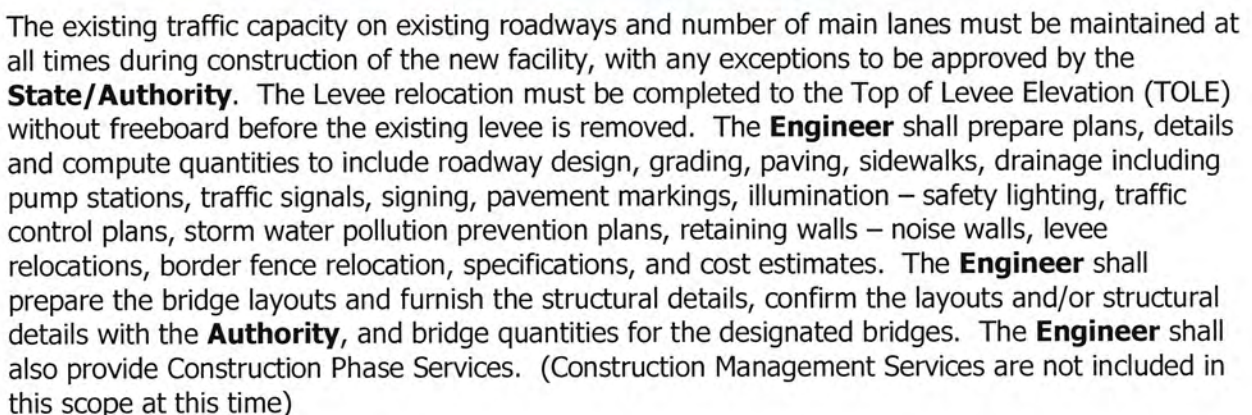 The existing traffic capacity on existing roadways and number of main lanes must be maintained at
all times during construction of the new facility, with any exceptions to be approved by the
State/Authority.  The Levee relocation must be completed to the Top of Levee Elevation (TOLE)
without freeboard before the existing levee is removed.  The Engineer shall prepare plans, details
and compute quantities to include roadway design, grading, paving, sidewalks, drainage including
pump stations, traffic signals, signing, pavement markings, illumination – safety lighting, traffic
control plans, storm water pollution prevention plans, retaining walls – noise walls, levee
relocations, border fence relocation, specifications, and cost estimates.  The Engineer shall
prepare the bridge layouts and furnish the structural details, confirm the layouts and/or structural
details with the Authority, and bridge quantities for the designated bridges.  The Engineer shall
also provide Construction Phase Services.  (Construction Management Services are not included in
this scope at this time)